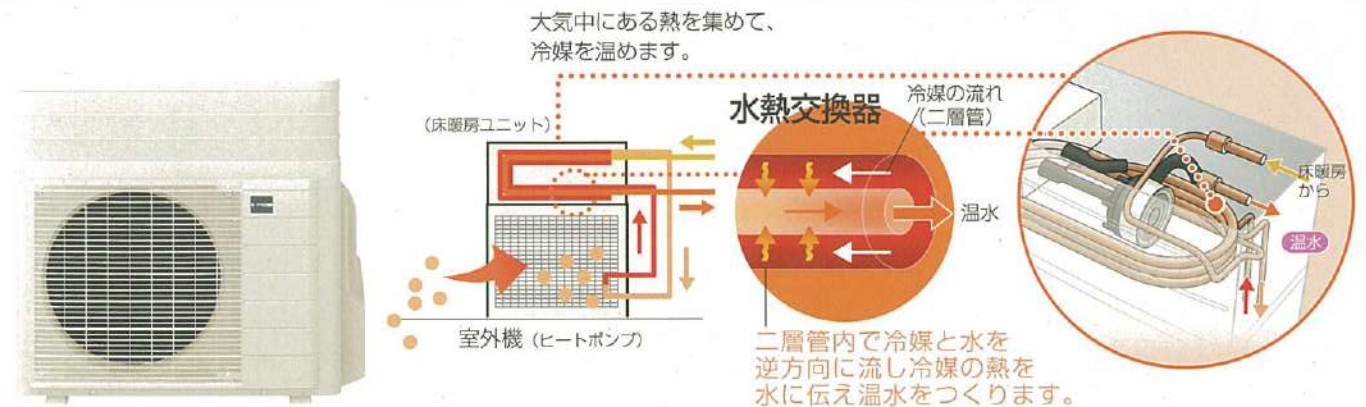 大気中にある熱を集めて、
冷媒を温めます。
(床暖房ユニット)
水熱交換器
冷媒の流れ
(二層管)
温水
床暖房
から
温水
室外機 (ヒートポンプ)
二層管内で冷媒と水を
逆方向に流し冷媒の熱を
水に伝え温水をつくります。